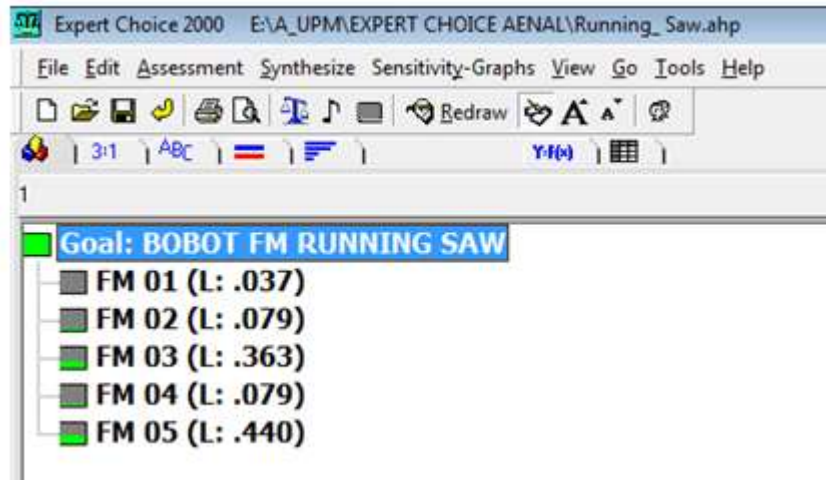 Expert Choice 2000 E:\A_UPM\EXPERT CHOICE AENAL\Running_ Saw.ahp
File Edit Assessment Synthesize Sensitivity-Graphs View Go Tools Help
Redraw A A
3:1 ABC Y=F(x)
1
Goal: BOBOT FM RUNNING SAW
FM 01 (L: .037)
FM 02 (L: .079)
FM 03 (L: .363)
FM 04 (L: .079)
FM 05 (L: .440)